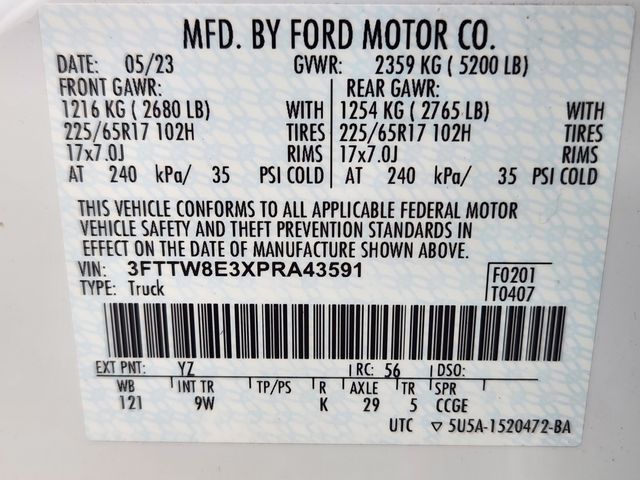 MFD. BY FORD MOTOR CO.
DATE: 05/23 GVWR: 2359 KG ( 5200 LB)
FRONT GAWR: REAR GAWR:
1216 KG ( 2680 LB) WITH 1254 KG ( 2765 LB) WITH
225/65R17 102H TIRES 225/65R17 102H TIRES
17x7.0J RIMS 17x7.0J RIMS
AT 240 kPa/ 35 PSI COLD AT 240 kPa/ 35 PSI COLD
THIS VEHICLE CONFORMS TO ALL APPLICABLE FEDERAL MOTOR
VEHICLE SAFETY AND THEFT PREVENTION STANDARDS IN
EFFECT ON THE DATE OF MANUFACTURE SHOWN ABOVE.
VIN: 3FTTW8E3XPRA43591 F0201
TYPE: Truck T0407
EXT PNT: YZ RC: 56 DSO:
WB INT TR TP/PS R AXLE TR SPR
121 9W K 29 5 CCGE
UTC ▽ 5U5A-1520472-BA